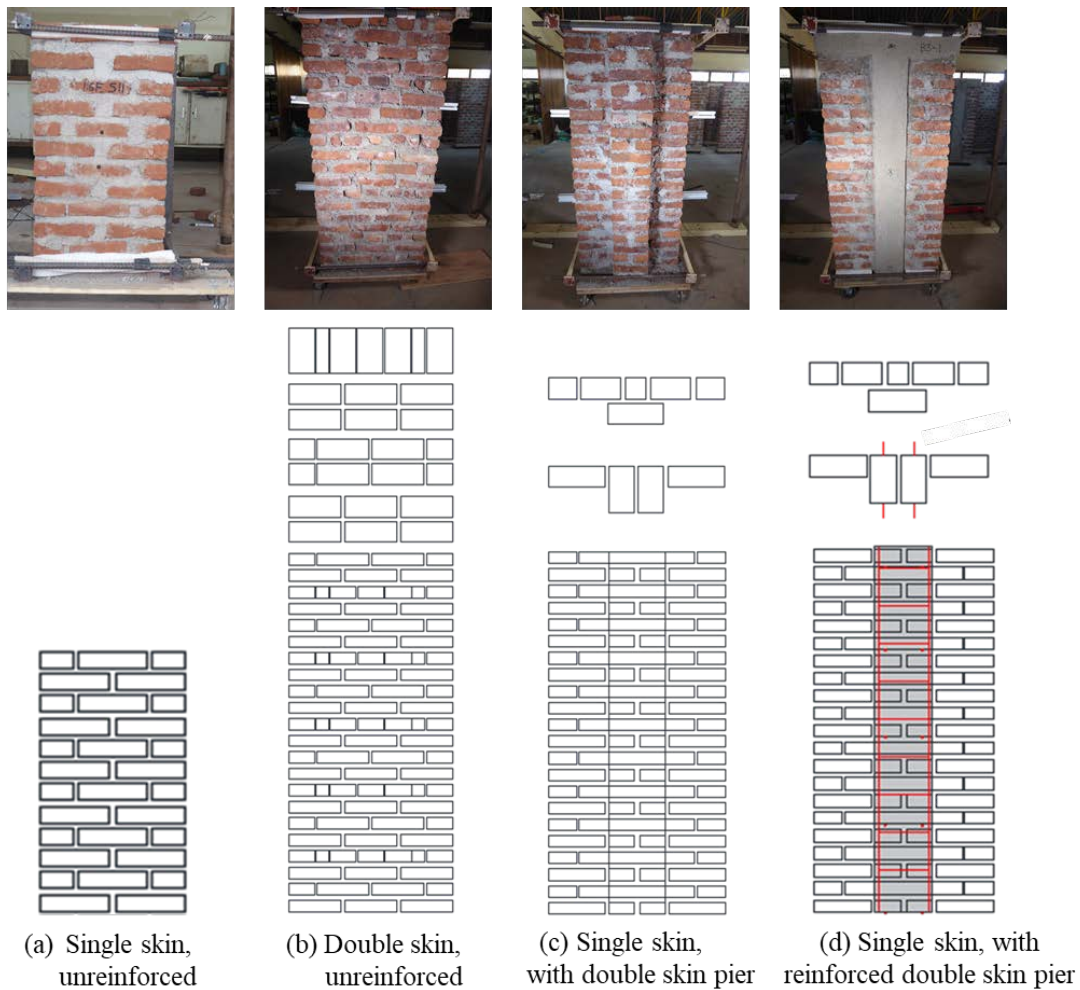 (a) Single skin,
unreinforced
(b) Double skin,
unreinforced
(c) Single skin,
with double skin pier
(d) Single skin, with
reinforced double skin pier